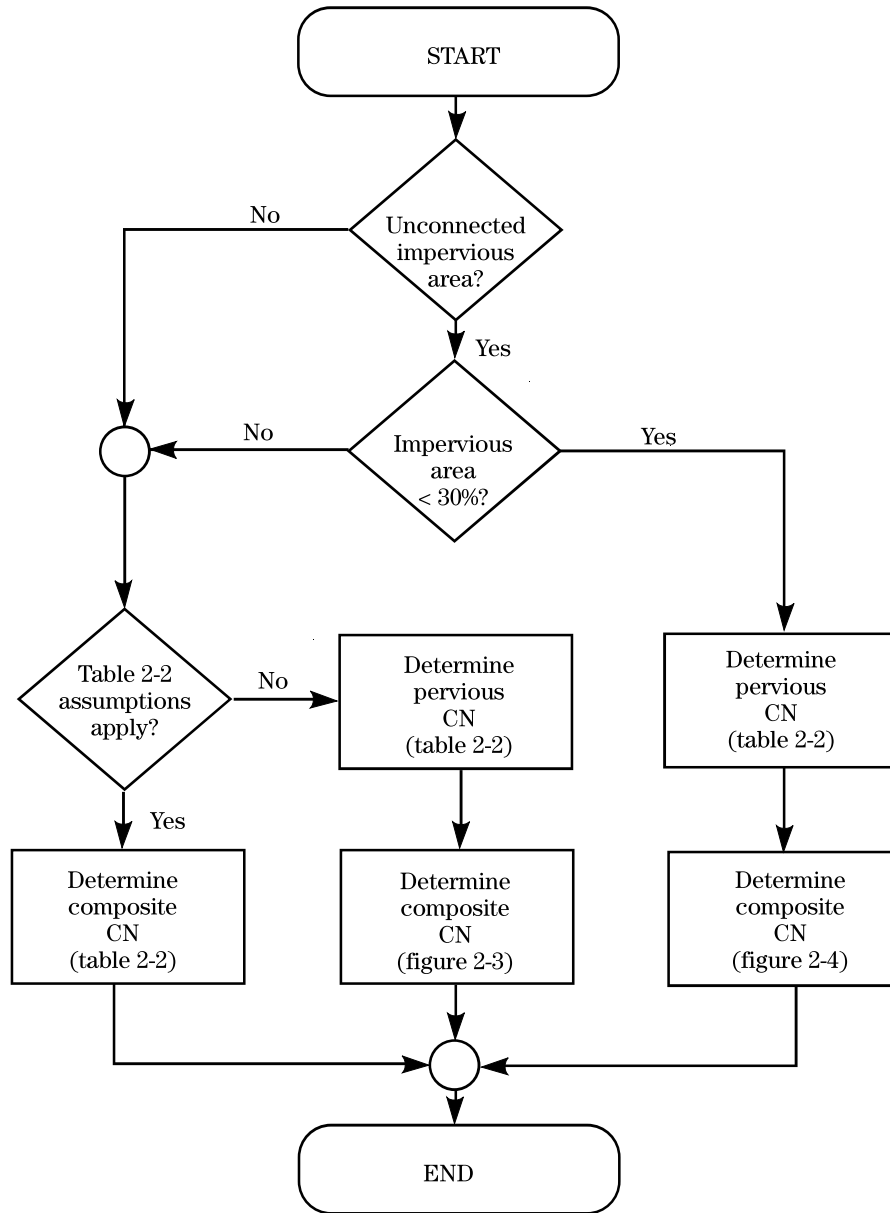 START
No
Unconnected
impervious
area?
Yes
No
Impervious
area
< 30%?
Yes
Table 2-2
assumptions
apply?
No
Determine
pervious
CN
(table 2-2)
Determine
pervious
CN
(table 2-2)
Yes
Determine
composite
CN
(table 2-2)
Determine
composite
CN
(figure 2-3)
Determine
composite
CN
(figure 2-4)
END